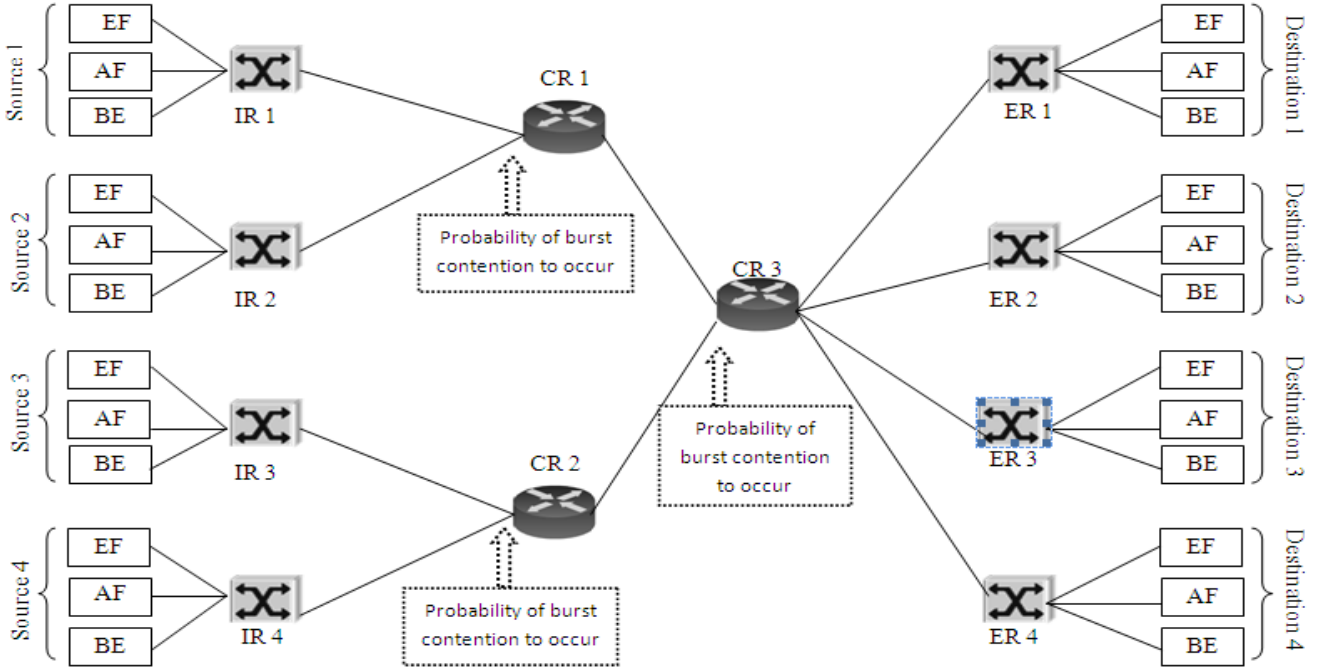 Source 1
EF
AF
BE
IR 1
CR 1
ER 1
EF
AF
BE
Destination 1
Source 2
EF
AF
BE
IR 2
Probability of burst
contention to occur
CR 3
ER 2
EF
AF
BE
Destination 2
Source 3
EF
AF
BE
IR 3
CR 2
Probability of
burst contention
to occur
ER 3
EF
AF
BE
Destination 3
Source 4
EF
AF
BE
IR 4
Probability of burst
contention to occur
ER 4
EF
AF
BE
Destination 4